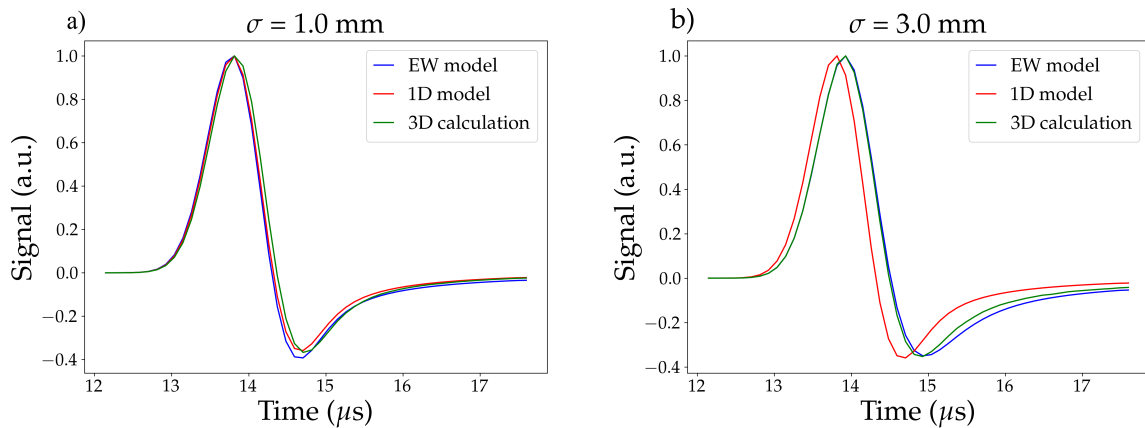 a)
σ = 1.0 mm
EW model
1D model
3D calculation
Signal (a.u.)
1.0
0.8
0.6
0.4
0.2
0.0
−0.2
−0.4
12 13 14 15 16 17
Time (μs)
b)
σ = 3.0 mm
EW model
1D model
3D calculation
Signal (a.u.)
1.0
0.8
0.6
0.4
0.2
0.0
−0.2
−0.4
12 13 14 15 16 17
Time (μs)